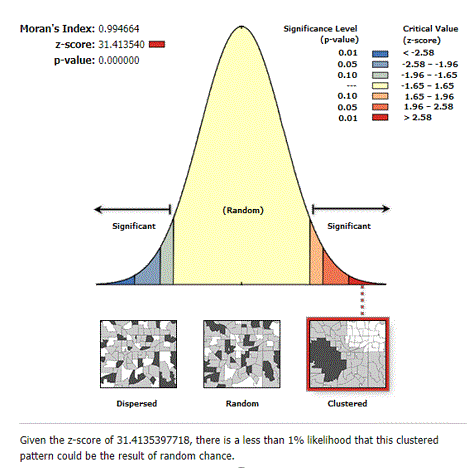 Moran's Index: 0.994664
z-score: 31.413540
p-value: 0.000000
Significance Level
(p-value)
Critical Value
(z-score)
0.01 < -2.58
0.05 -2.58 – -1.96
0.10 -1.96 – -1.65
--- -1.65 – 1.65
0.10 1.65 – 1.96
0.05 1.96 – 2.58
0.01 > 2.58
(Random)
Significant
Significant
Dispersed
Random
Clustered
Given the z-score of 31.4135397718, there is a less than 1% likelihood that this clustered
pattern could be the result of random chance.